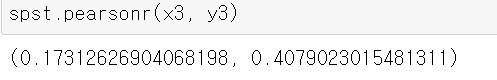 spst.pearsonr(x3, y3)
(0.17312626904068198, 0.4079023015481311)